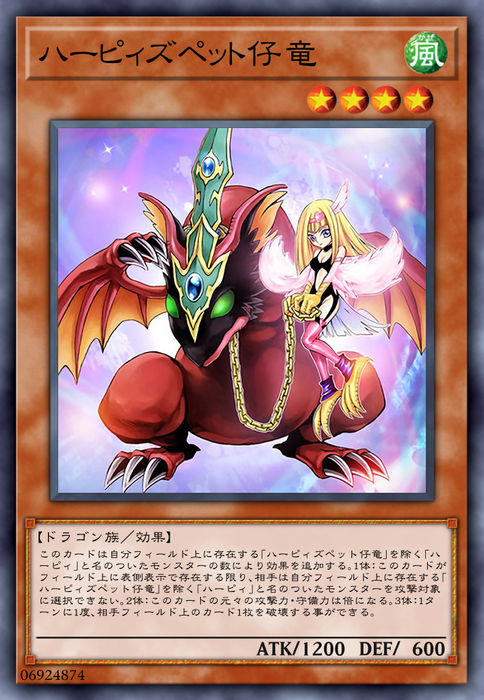 ハーピィズペット仔竜
かぜ
風
【ドラゴン族／効果】
このカードは自分フィールド上に存在する「ハーピィズペット仔竜」を除く「ハ
ーピィ」と名のついたモンスターの数により効果を追加する。1体：このカードが
フィールド上に表側表示で存在する限り、相手は自分フィールド上に存在する「
ハーピィズペット仔竜」を除く「ハーピィ」と名のついたモンスターを攻撃対象
に選択できない。2体：このカードの元々の攻撃力・守備力は倍になる。3体：1タ
ーンに1度、相手フィールド上のカード1枚を破壊する事ができる。
ATK/1200 DEF/ 600
06924874